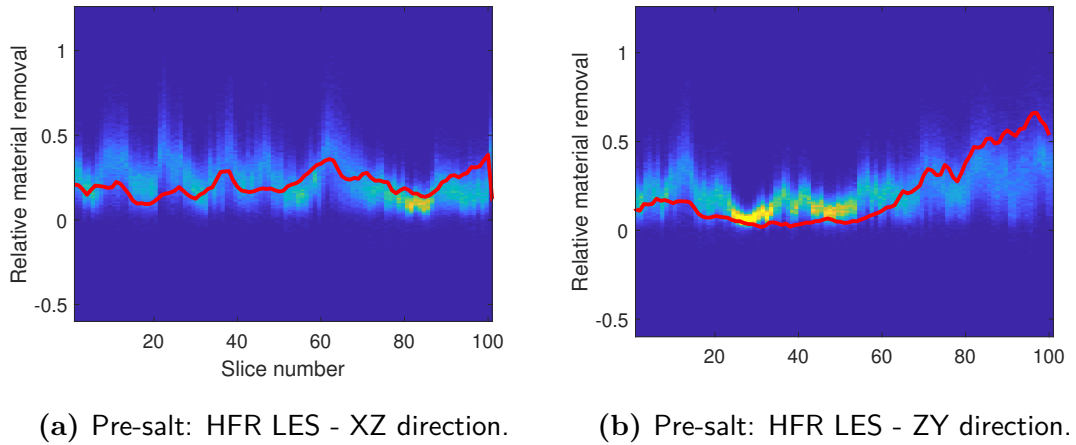 Relative material removal
1
0.5
0
-0.5
20 40 60 80 100
Slice number
Relative material removal
1
0.5
0
-0.5
20 40 60 80 100
(a) Pre-salt: HFR LES - XZ direction.
(b) Pre-salt: HFR LES - ZY direction.